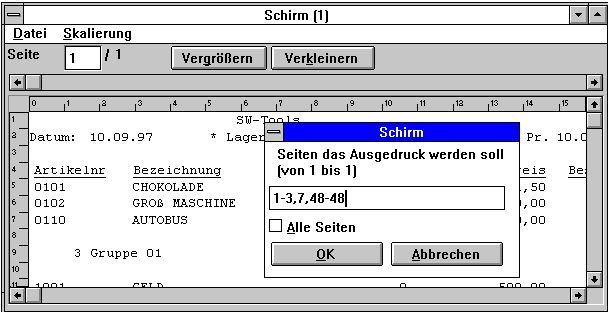 Schirm (1)
Datei Skalierung
Seite 1 / 1 Vergrößern Verkleinern
0 1 2 3 4 5 6 7 8 9 10 11 12 13 14 15
SW-Tools
Datum: 10.09.97 * Lager Pr. 10.0
Schirm
Seiten das Ausgedruck werden soll
(von 1 bis 1)
1-3,7,48-48
Alle Seiten
OK Abbrechen
Artikelnr Bezeichnung eis Be
0101 CHOKOLADE ,50
0102 GROß MASCHINE ,00
0110 AUTOBUS ,00
3 Gruppe 01
1001 GELD 0 500,00
1
2
3
4
5
6
7
8
9
10
11